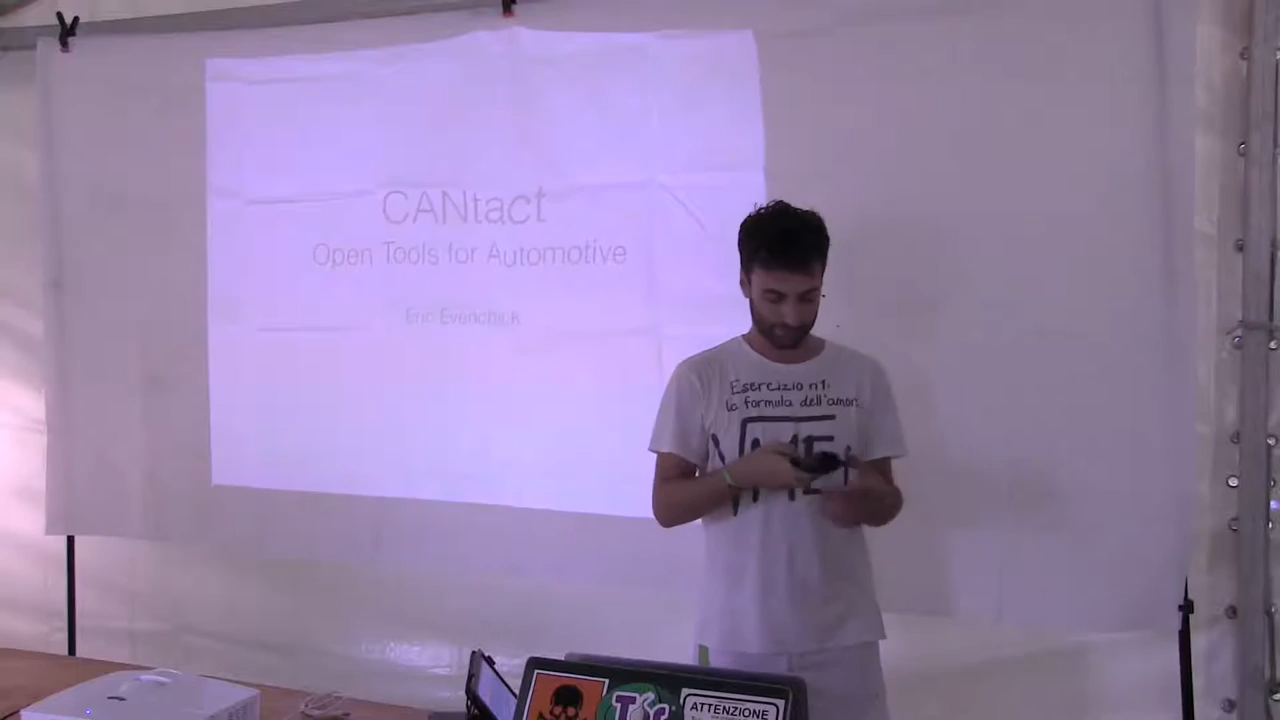 CANtact
Open Tools for Automotive
Eric Evenchick
Esercizio n1:
la formula dell'amore
ATTENZIONE